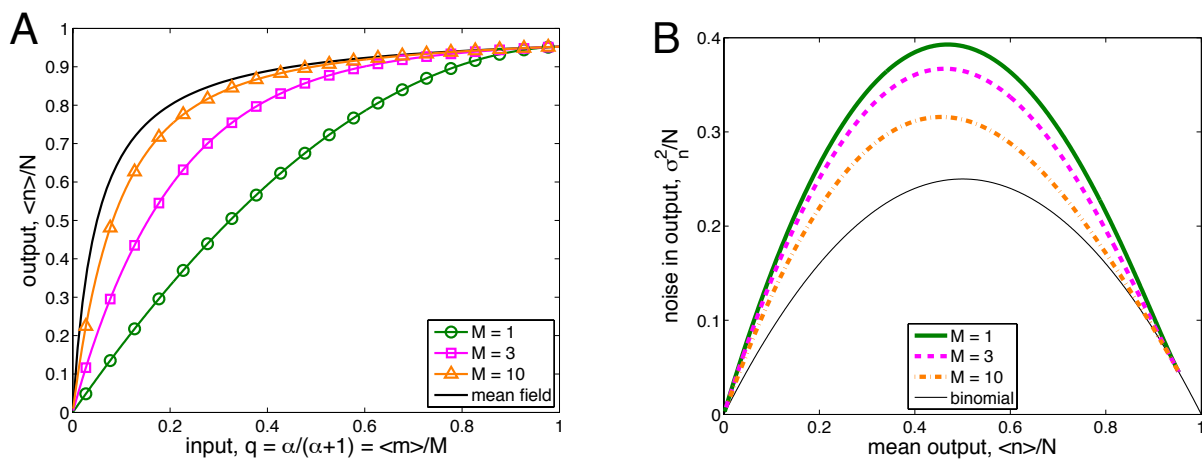 A
output, <n>/N
1
0.9
0.8
0.7
0.6
0.5
0.4
0.3
0.2
0.1
0
0
0.2
0.4
0.6
0.8
1
input, q = α/(α+1) = <m>/M
M = 1
M = 3
M = 10
mean field
B
noise in output, σ²ₙ/N
0.4
0.3
0.2
0.1
0
0
0.2
0.4
0.6
0.8
1
mean output, <n>/N
M = 1
M = 3
M = 10
binomial